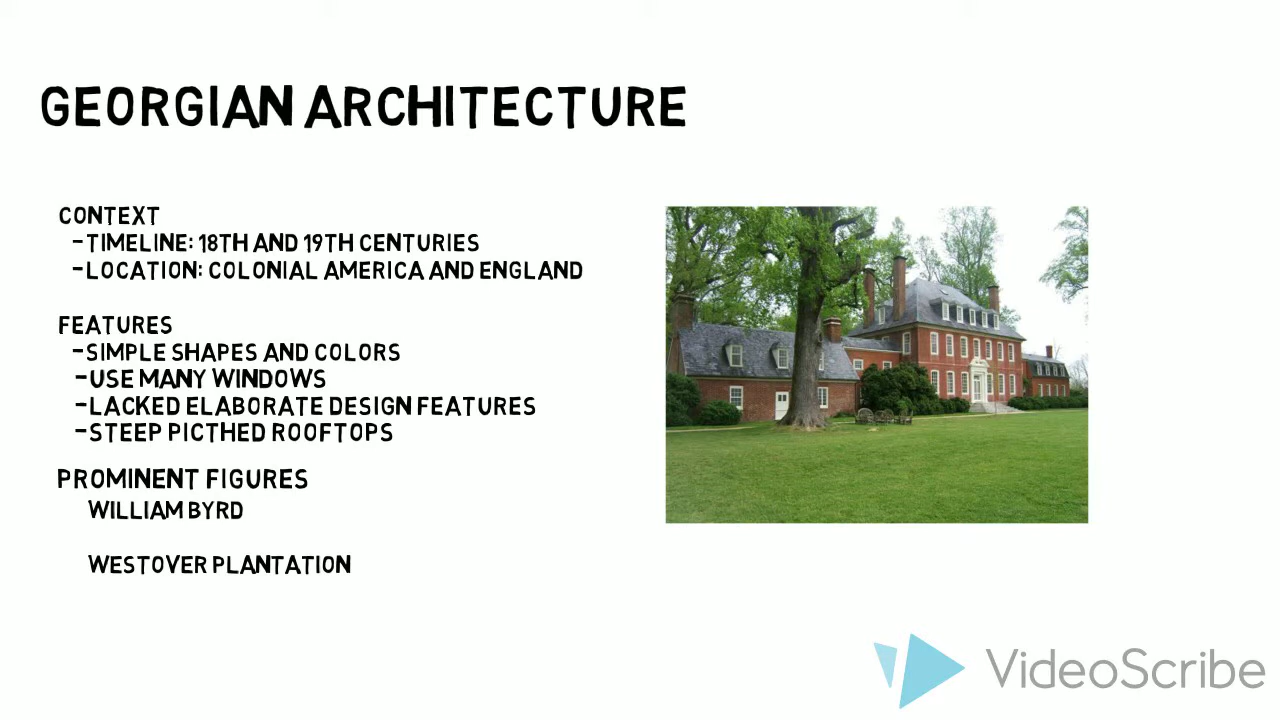 GEORGIAN ARCHITECTURE
CONTEXT
-TIMELINE: 18TH AND 19TH CENTURIES
-LOCATION: COLONIAL AMERICA AND ENGLAND
FEATURES
-SIMPLE SHAPES AND COLORS
-USE MANY WINDOWS
-LACKED ELABORATE DESIGN FEATURES
-STEEP PICTHED ROOFTOPS
PROMINENT FIGURES
WILLIAM BYRD
WESTOVER PLANTATION
VideoScribe